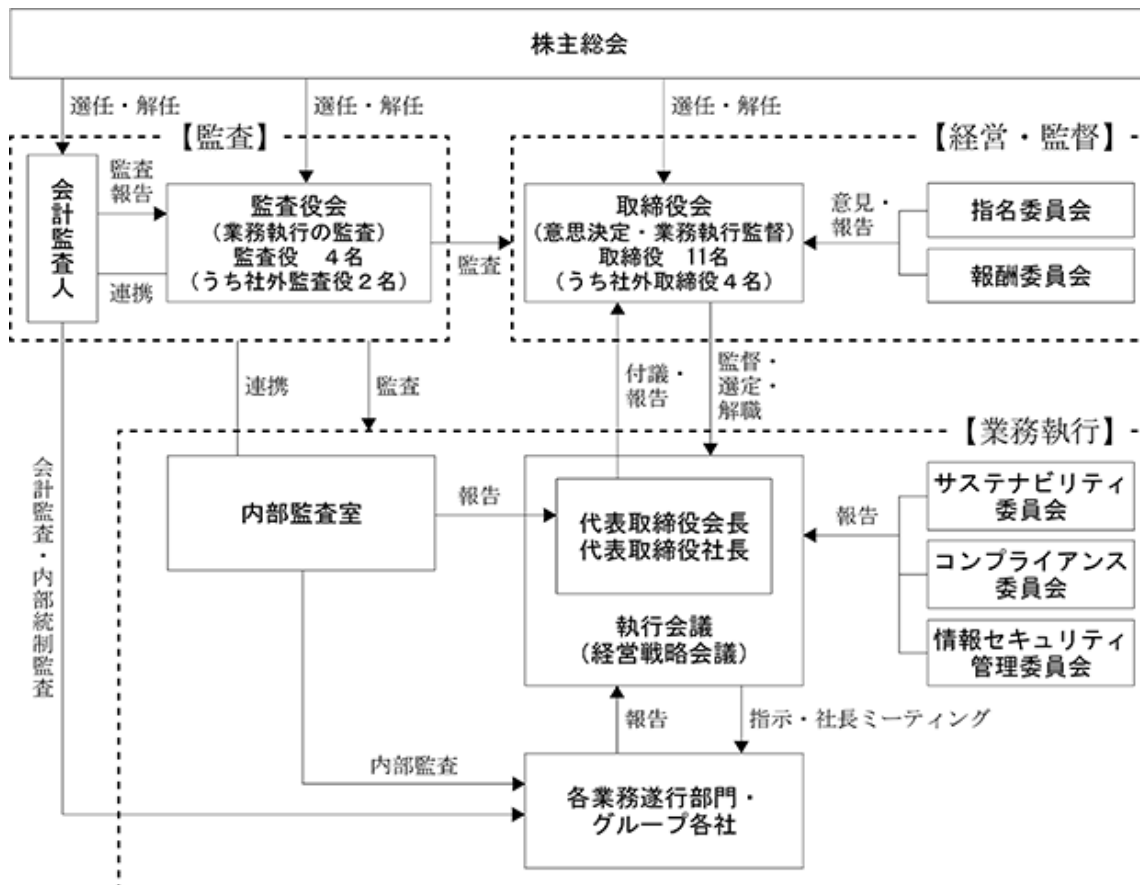 株主総会
選任・解任
選任・解任
選任・解任
【監査】
【経営・監督】
会計監査人
監査
報告
連携
監査役会
(業務執行の監査)
監査役　4名
(うち社外監査役2名)
監査
取締役会
(意思決定・業務執行監督)
取締役　11名
(うち社外取締役4名)
意見・
報告
指名委員会
報酬委員会
連携
監査
付議・
報告
監督・
選定・
解職
【業務執行】
会計監査・内部統制監査
内部監査室
報告
代表取締役会長
代表取締役社長
執行会議
(経営戦略会議)
報告
サステナビリティ
委員会
コンプライアンス
委員会
情報セキュリティ
管理委員会
報告
指示・社長ミーティング
内部監査
各業務遂行部門・
グループ各社